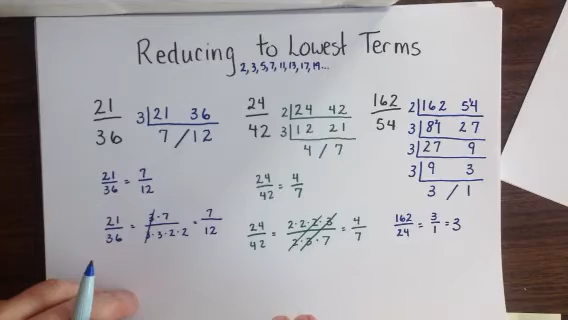 Reducing to Lowest Terms
2, 3, 5, 7, 11, 13, 17, 19...
21/36 3 | 21 36
7 / 12
21/36 = 7/12
21/36 = 3·7/3·3·2·2 = 7/12
24/42 2 | 24 42
3 | 12 21
4 / 7
24/42 = 4/7
24/42 = 2·2·2·3/2·3·7 = 4/7
162/54 2 | 162 54
3 | 81 27
3 | 27 9
3 | 9 3
3 / 1
162/24 = 3/1 = 3